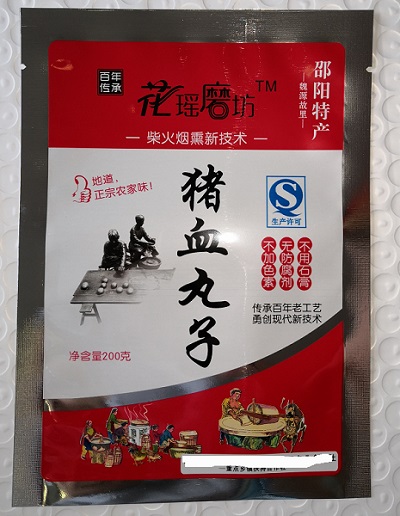 百年
传承
花瑶磨坊™
邵阳特产
—魏源故里—
— 柴火烟熏新技术 —
地道,
正宗农家味!
猪血丸子
S
生产许可
不用石膏
无防腐剂
不加色素
传承百年老工艺
勇创现代新技术
净含量200克